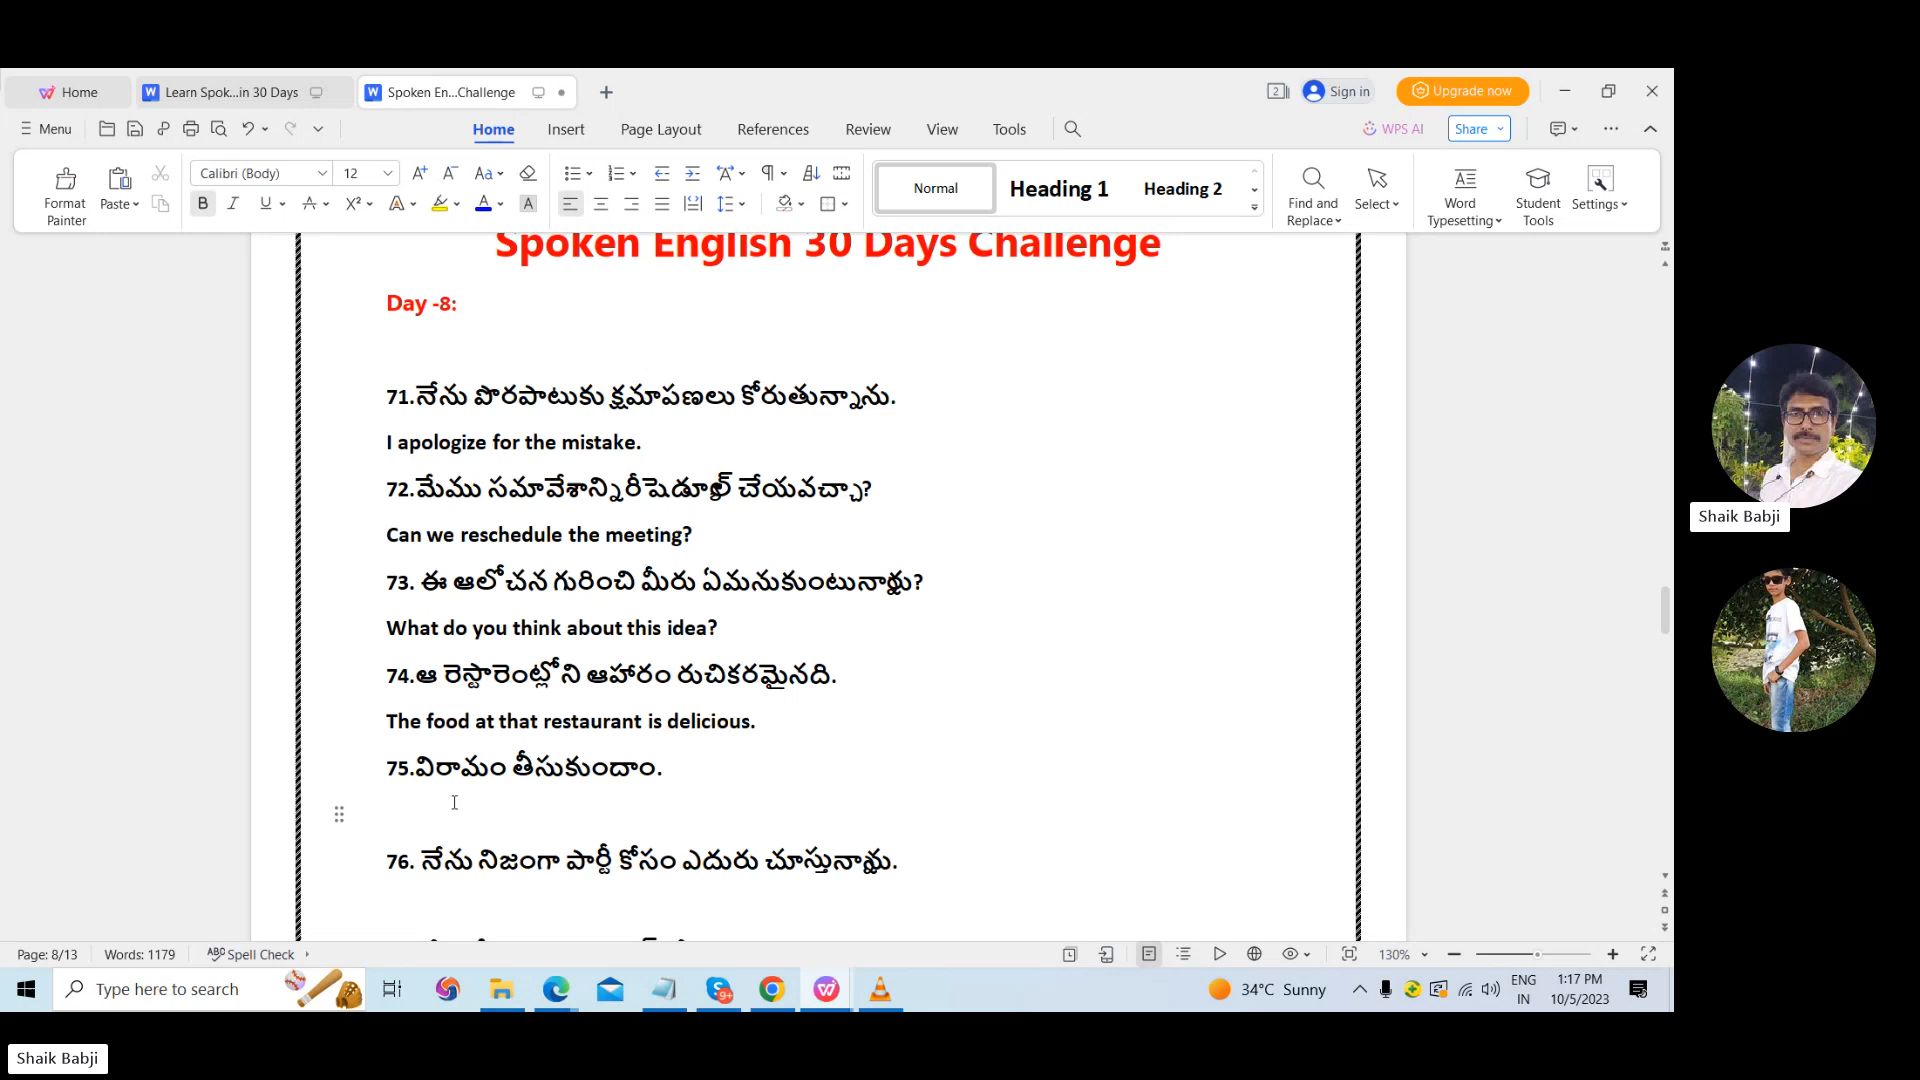 Home
Learn Spok...in 30 Days
Spoken En...Challenge
Sign in
Upgrade now
Menu
Home
Insert
Page Layout
References
Review
View
Tools
WPS AI
Share
Format Painter
Paste
Calibri (Body)
12
Normal
Heading 1
Heading 2
Find and Replace
Select
Word Typesetting
Student Tools
Settings
Spoken English 30 Days Challenge
Day -8:
71.నేను పొరపాటుకు క్షమాపణలు కోరుతున్నాను.
I apologize for the mistake.
72.మేము సమావేశాన్ని రీషెడ్యూల్ చేయవచ్చా?
Can we reschedule the meeting?
73. ఈ ఆలోచన గురించి మీరు ఏమనుకుంటున్నారు?
What do you think about this idea?
74.ఆ రెస్టారెంట్లోని ఆహారం రుచికరమైనది.
The food at that restaurant is delicious.
75.విరామం తీసుకుందాం.
76. నేను నిజంగా పార్టీ కోసం ఎదురు చూస్తున్నాను.
Page: 8/13
Words: 1179
Spell Check
130%
Type here to search
34°C Sunny
ENG
IN
1:17 PM
10/5/2023
Shaik Babji
Shaik Babji